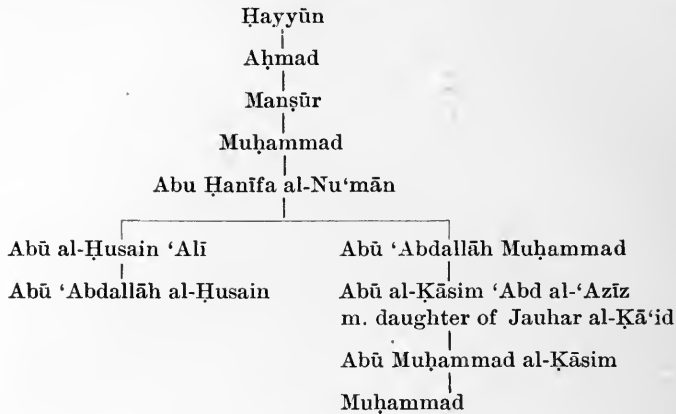 Ḥayyūn
Aḥmad
Manṣūr
Muḥammad
Abu Ḥanīfa al-Nu‘mān
Abū al-Ḥusain ‘Alī
Abū ‘Abdallāh al-Ḥusain
Abū ‘Abdallāh Muḥammad
Abū al-Ḳāsim ‘Abd al-‘Azīz
m. daughter of Jauhar al-Ḳā‘id
Abū Muḥammad al-Ḳāsim
Muḥammad